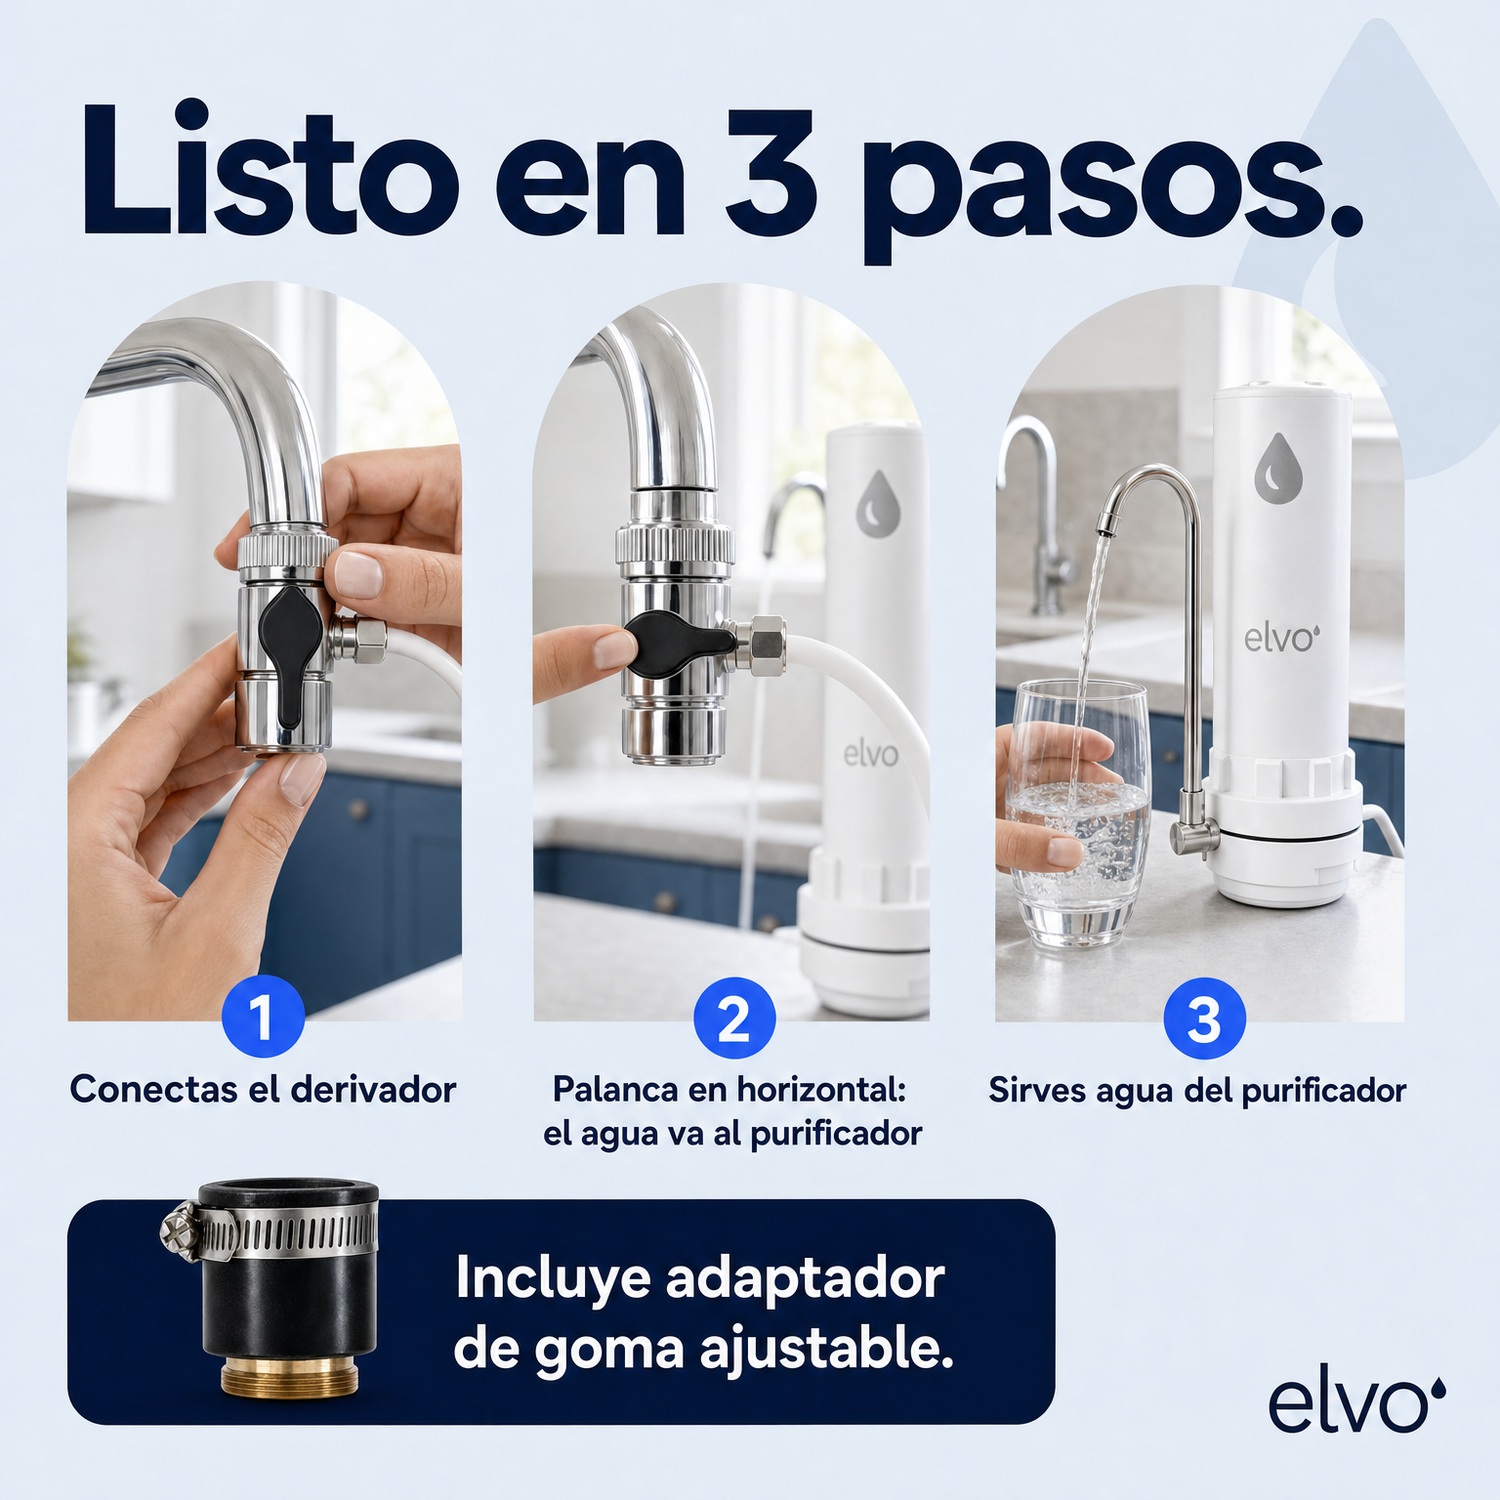 Listo en 3 pasos.
elvo
elvo
1
Conectas el derivador
2
Palanca en horizontal:
el agua va al purificador
3
Sirves agua del purificador
Incluye adaptador
de goma ajustable.
elvo